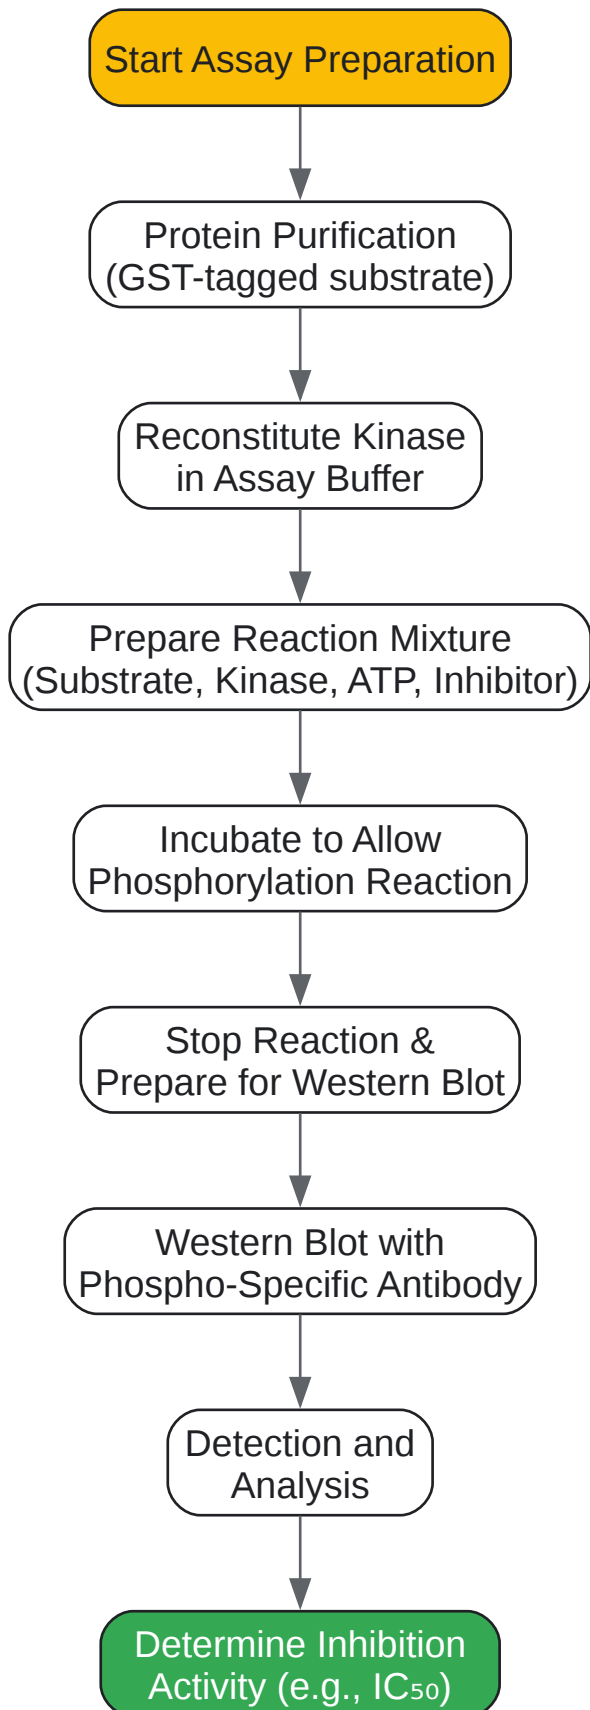 Start Assay Preparation
Protein Purification
(GST-tagged substrate)
Reconstitute Kinase
in Assay Buffer
Prepare Reaction Mixture
(Substrate, Kinase, ATP, Inhibitor)
Incubate to Allow
Phosphorylation Reaction
Stop Reaction &
Prepare for Western Blot
Western Blot with
Phospho-Specific Antibody
Detection and
Analysis
Determine Inhibition
Activity (e.g., IC₅₀)